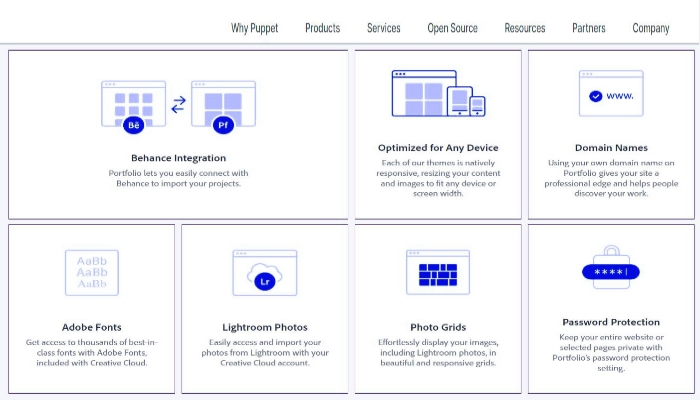 Why Puppet Products Services Open Source Resources Partners Company
Bē Pf
Behance Integration
Portfolio lets you easily connect with
Behance to import your projects.
Optimized for Any Device
Each of our themes is natively
responsive, resizing your content
and images to fit any device or
screen width.
www.
Domain Names
Using your own domain name on
Portfolio gives your site a
professional edge and helps people
discover your work.
AaBb
AaBb
AaBb
Adobe Fonts
Get access to thousands of best-in-
class fonts with Adobe Fonts,
included with Creative Cloud.
Lr
Lightroom Photos
Easily access and import your
photos from Lightroom with your
Creative Cloud account.
Photo Grids
Effortlessly display your images,
including Lightroom photos, in
beautiful and responsive grids.
****|
Password Protection
Keep your entire website or
selected pages private with
Portfolio's password protection
setting.